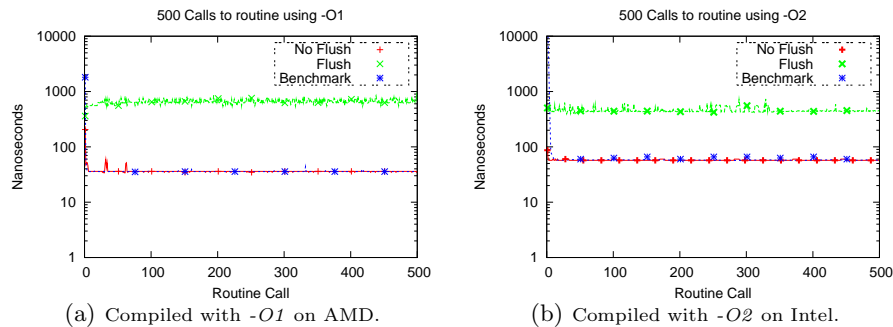 500 Calls to routine using -O1
10000
1000
100
10
1
Nanoseconds
No Flush
Flush
Benchmark
0 100 200 300 400 500
Routine Call
(a) Compiled with -O1 on AMD.
500 Calls to routine using -O2
10000
1000
100
10
1
Nanoseconds
No Flush
Flush
Benchmark
0 100 200 300 400 500
Routine Call
(b) Compiled with -O2 on Intel.